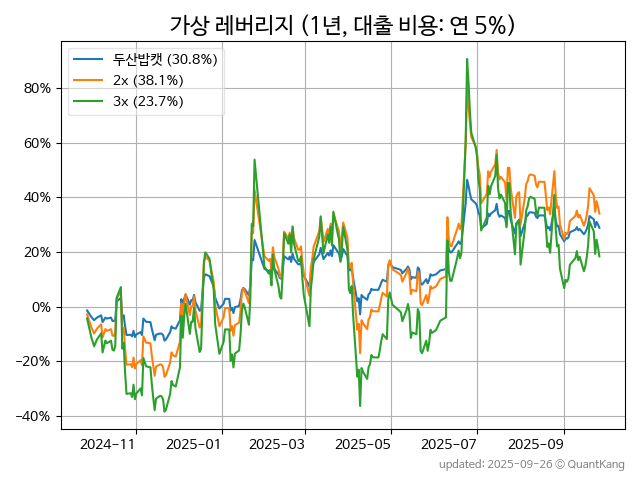 가상 레버리지 (1년, 대출 비용: 연 5%)
두산밥캣 (30.8%)
2x (38.1%)
3x (23.7%)
80%
60%
40%
20%
0%
−20%
−40%
2024-11
2025-01
2025-03
2025-05
2025-07
2025-09
updated: 2025-09-26 © QuantKang